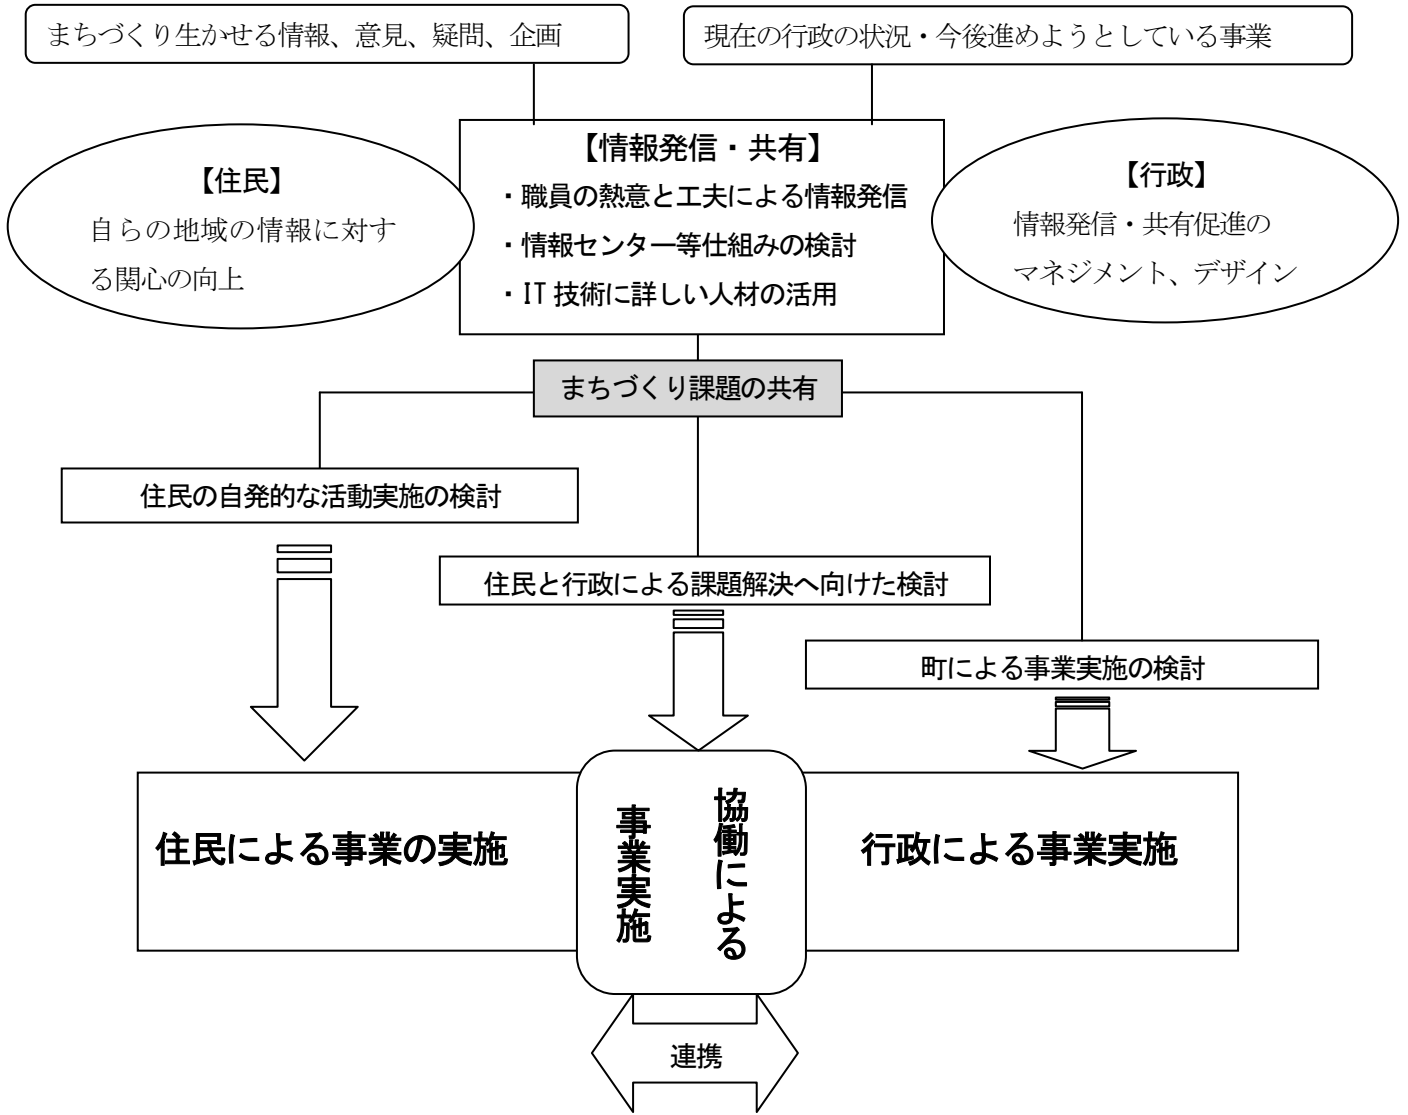 まちづくり生かせる情報、意見、疑問、企画
現在の行政の状況・今後進めようとしている事業
【住民】
自らの地域の情報に対す
る関心の向上
【情報発信・共有】
・職員の熱意と工夫による情報発信
・情報センター等仕組みの検討
・IT技術に詳しい人材の活用
【行政】
情報発信・共有促進の
マネジメント、デザイン
まちづくり課題の共有
住民の自発的な活動実施の検討
住民と行政による課題解決へ向けた検討
町による事業実施の検討
住民による事業の実施
協働による
事業実施
行政による事業実施
連携